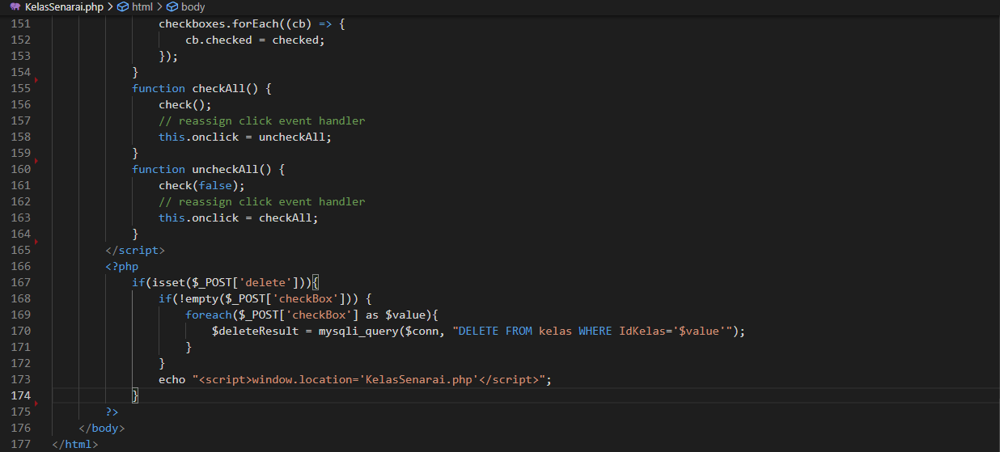 KelasSenarai.php > html > body
151 checkboxes.forEach((cb) => {
152 cb.checked = checked;
153 });
154 }
155 function checkAll() {
156 check();
157 // reassign click event handler
158 this.onclick = uncheckAll;
159 }
160 function uncheckAll() {
161 check(false);
162 // reassign click event handler
163 this.onclick = checkAll;
164 }
165 </script>
166 <?php
167 if(isset($_POST['delete'])){
168 if(!empty($_POST['checkBox'])) {
169 foreach($_POST['checkBox'] as $value){
170 $deleteResult = mysqli_query($conn, "DELETE FROM kelas WHERE IdKelas='$value'");
171 }
172 }
173 echo "<script>window.location='KelasSenarai.php'</script>";
174 }
175 ?>
176 </body>
177 </html>